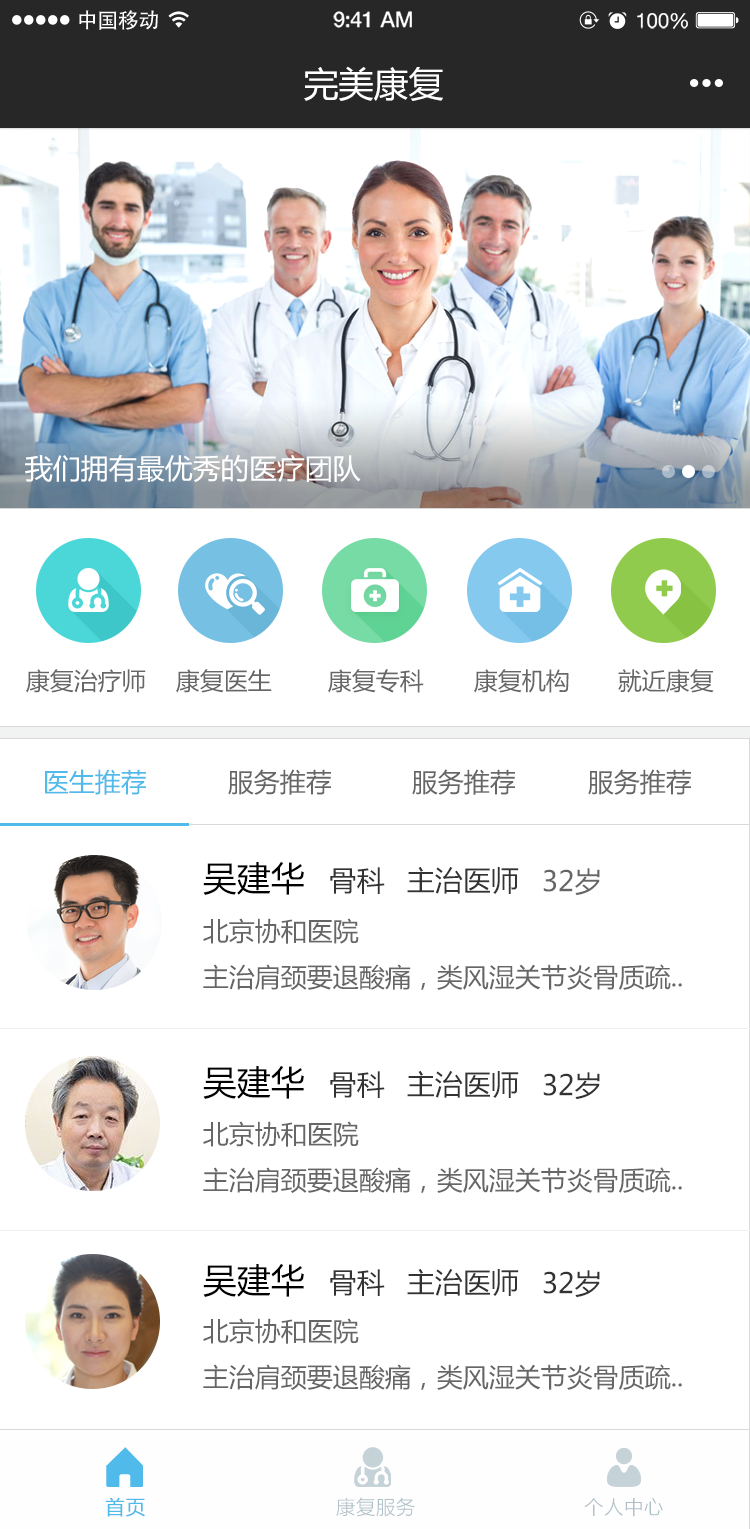 中国移动 9:41 AM 100%
完美康复
我们拥有最优秀的医疗团队
康复治疗师 康复医生 康复专科 康复机构 就近康复
医生推荐 服务推荐 服务推荐 服务推荐
吴建华 骨科 主治医师 32岁
北京协和医院
主治肩颈要退酸痛，类风湿关节炎骨质疏..
吴建华 骨科 主治医师 32岁
北京协和医院
主治肩颈要退酸痛，类风湿关节炎骨质疏..
吴建华 骨科 主治医师 32岁
北京协和医院
主治肩颈要退酸痛，类风湿关节炎骨质疏..
首页 康复服务 个人中心